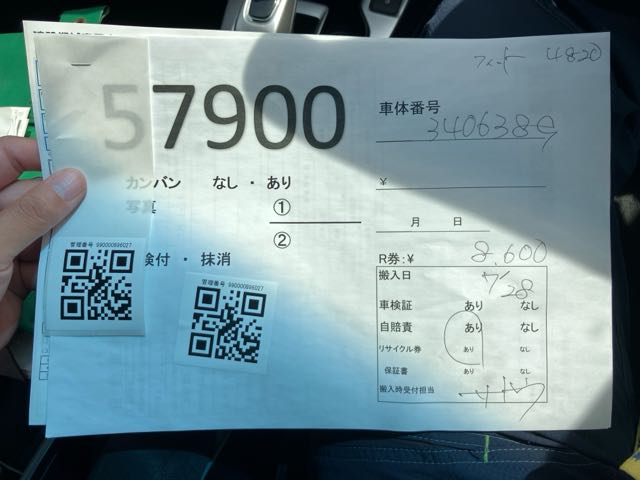 フィット 4820
57900
車体番号
3406389
カンバン なし・あり
¥
写真 ①
②
月 日
検付・抹消
R券:¥ 8,600
管理番号 990000896027
管理番号 990000896027
搬入日 7/28
車検証 あり なし
自賠責 あり なし
リサイクル券 あり なし
保証書 あり なし
搬入時受付担当